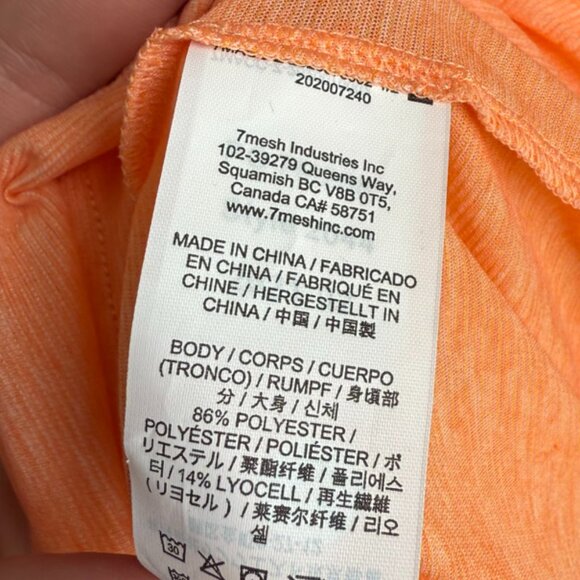 202007240
7mesh Industries Inc
102-39279 Queens Way,
Squamish BC V8B 0T5,
Canada CA# 58751
www.7meshinc.com
MADE IN CHINA / FABRICADO
EN CHINA / FABRIQUÉ EN
CHINE / HERGESTELLT IN
CHINA / 中国 / 中国製
BODY / CORPS / CUERPO
(TRONCO) / RUMPF / 身頃部
分 / 大身 / 신체
86% POLYESTER /
POLYÉSTER / POLIÉSTER / ポ
リエステル / 聚酯纤维 / 폴리에스
터 / 14% LYOCELL / 再生繊維
(リヨセル) / 莱赛尔纤维 / 리오
셀
30